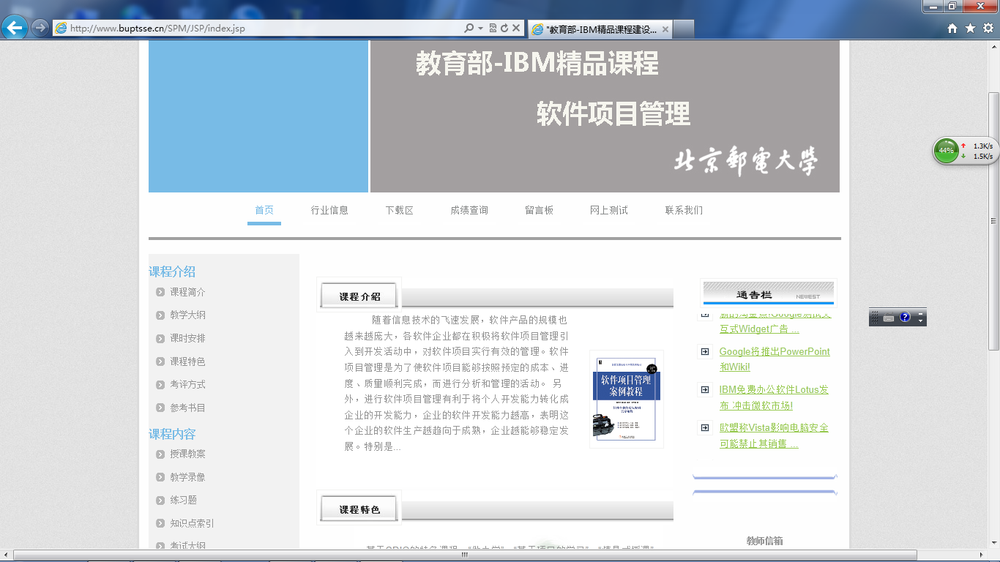 http://www.buptsse.cn/SPM/JSP/index.jsp
"教育部-IBM精品课程建设...
教育部-IBM精品课程
软件项目管理
北京郵電大學
44%
1.3K/s
1.5K/s
首页
行业信息
下载区
成绩查询
留言板
网上测试
联系我们
课程介绍
课程简介
教学大纲
课时安排
课程特色
考评方式
参考书目
课程内容
授课教案
教学录像
练习题
知识点索引
考试大纲
课程介绍
随着信息技术的飞速发展，软件产品的规模也
越来越庞大，各软件企业都在积极将软件项目管理引
入到开发活动中，对软件项目实行有效的管理。软件
项目管理是为了使软件项目能够按照预定的成本、进
度、质量顺利完成，而进行分析和管理的活动。 另
外，进行软件项目管理有利于将个人开发能力转化成
企业的开发能力，企业的软件开发能力越高，表明这
个企业的软件生产越趋向于成熟，企业越能够稳定发
展。特别是...
软件项目管理
案例教程
课程特色
通告栏
NEWEST
新的淘金点!Google测试交
互式Widget广告 ...
Google将推出PowerPoint
和Wiki!
IBM免费办公软件Lotus发
布 冲击微软市场!
欧盟称Vista影响电脑安全
可能禁止其销售 ...
教师信箱